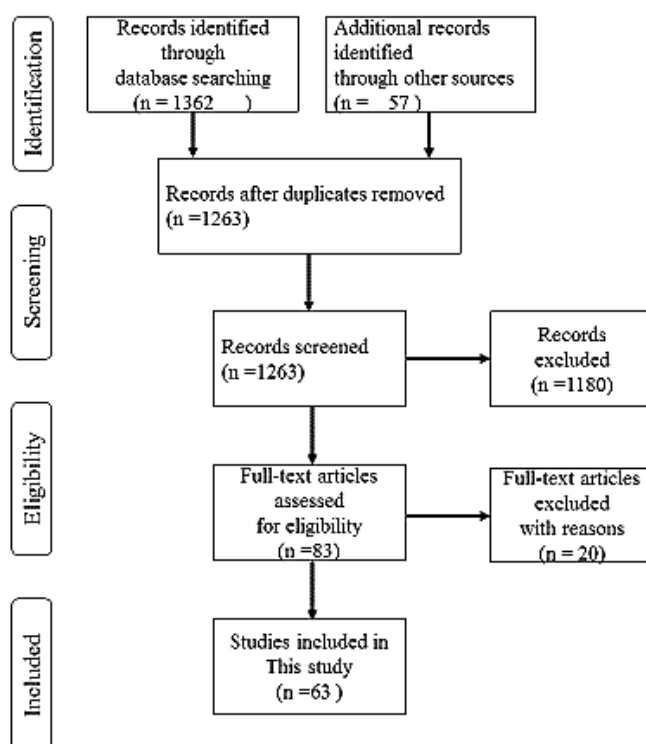 Identification
Records identified
through
database searching
(n = 1362 )
Additional records
identified
through other sources
(n = 57)
Records after duplicates removed
(n =1263)
Screening
Records screened
(n =1263)
Records
excluded
(n =1180)
Eligibility
Full-text articles
assessed
for eligibility
(n =83)
Full-text articles
excluded
with reasons
(n = 20)
Included
Studies included in
This study
(n =63 )